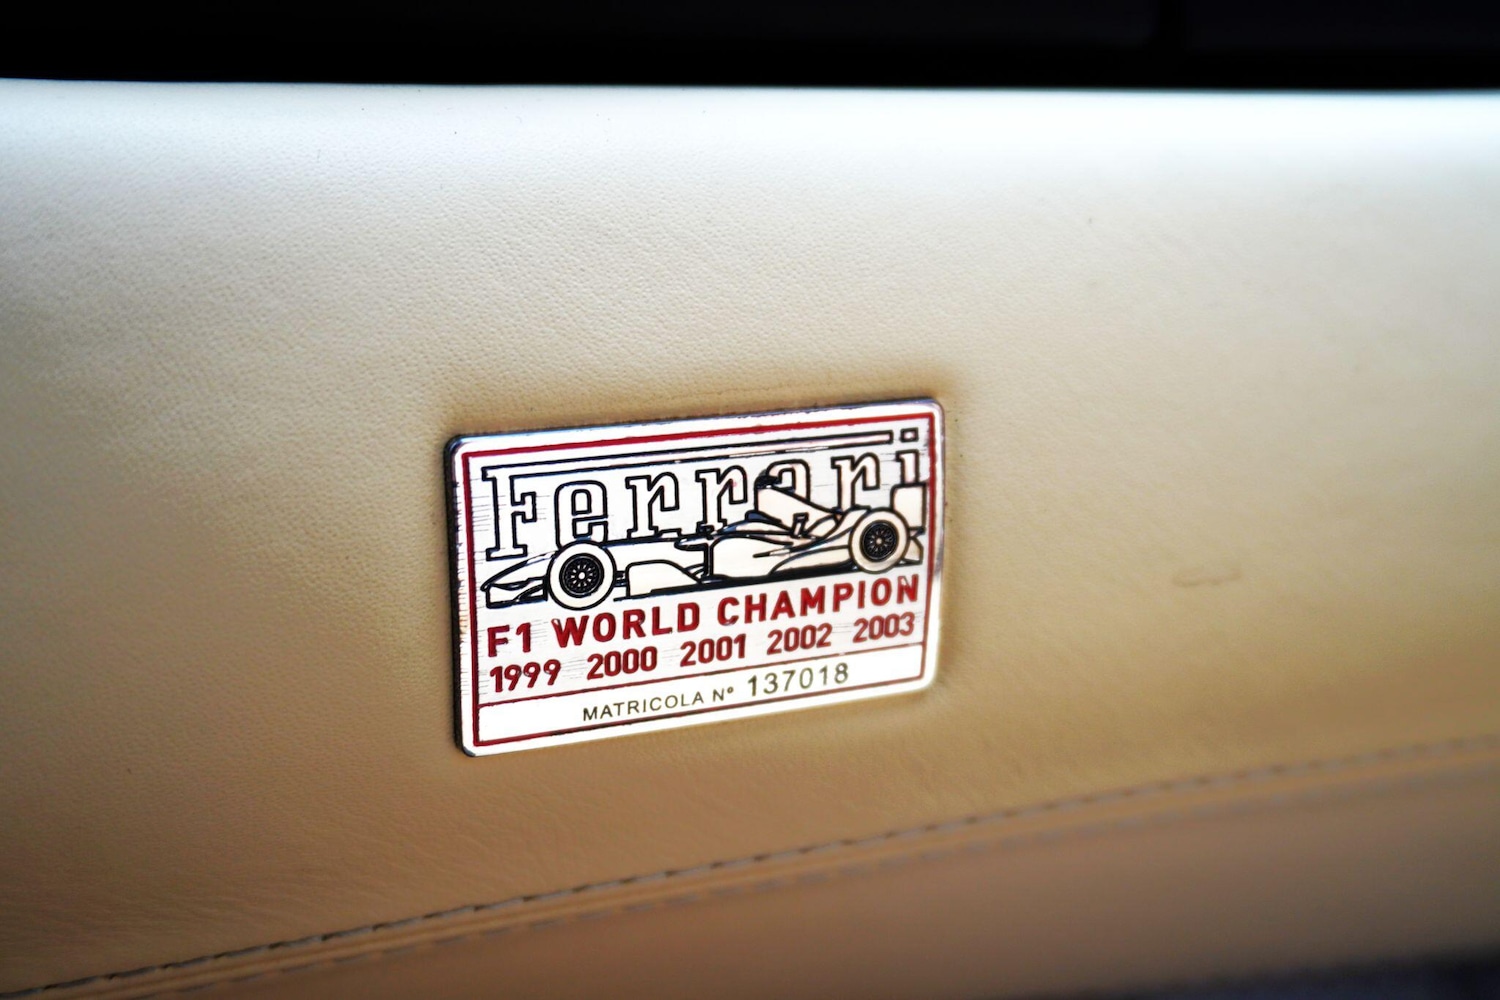 Ferrari
F1 WORLD CHAMPION
1999 2000 2001 2002 2003
MATRICOLA Nº 137018